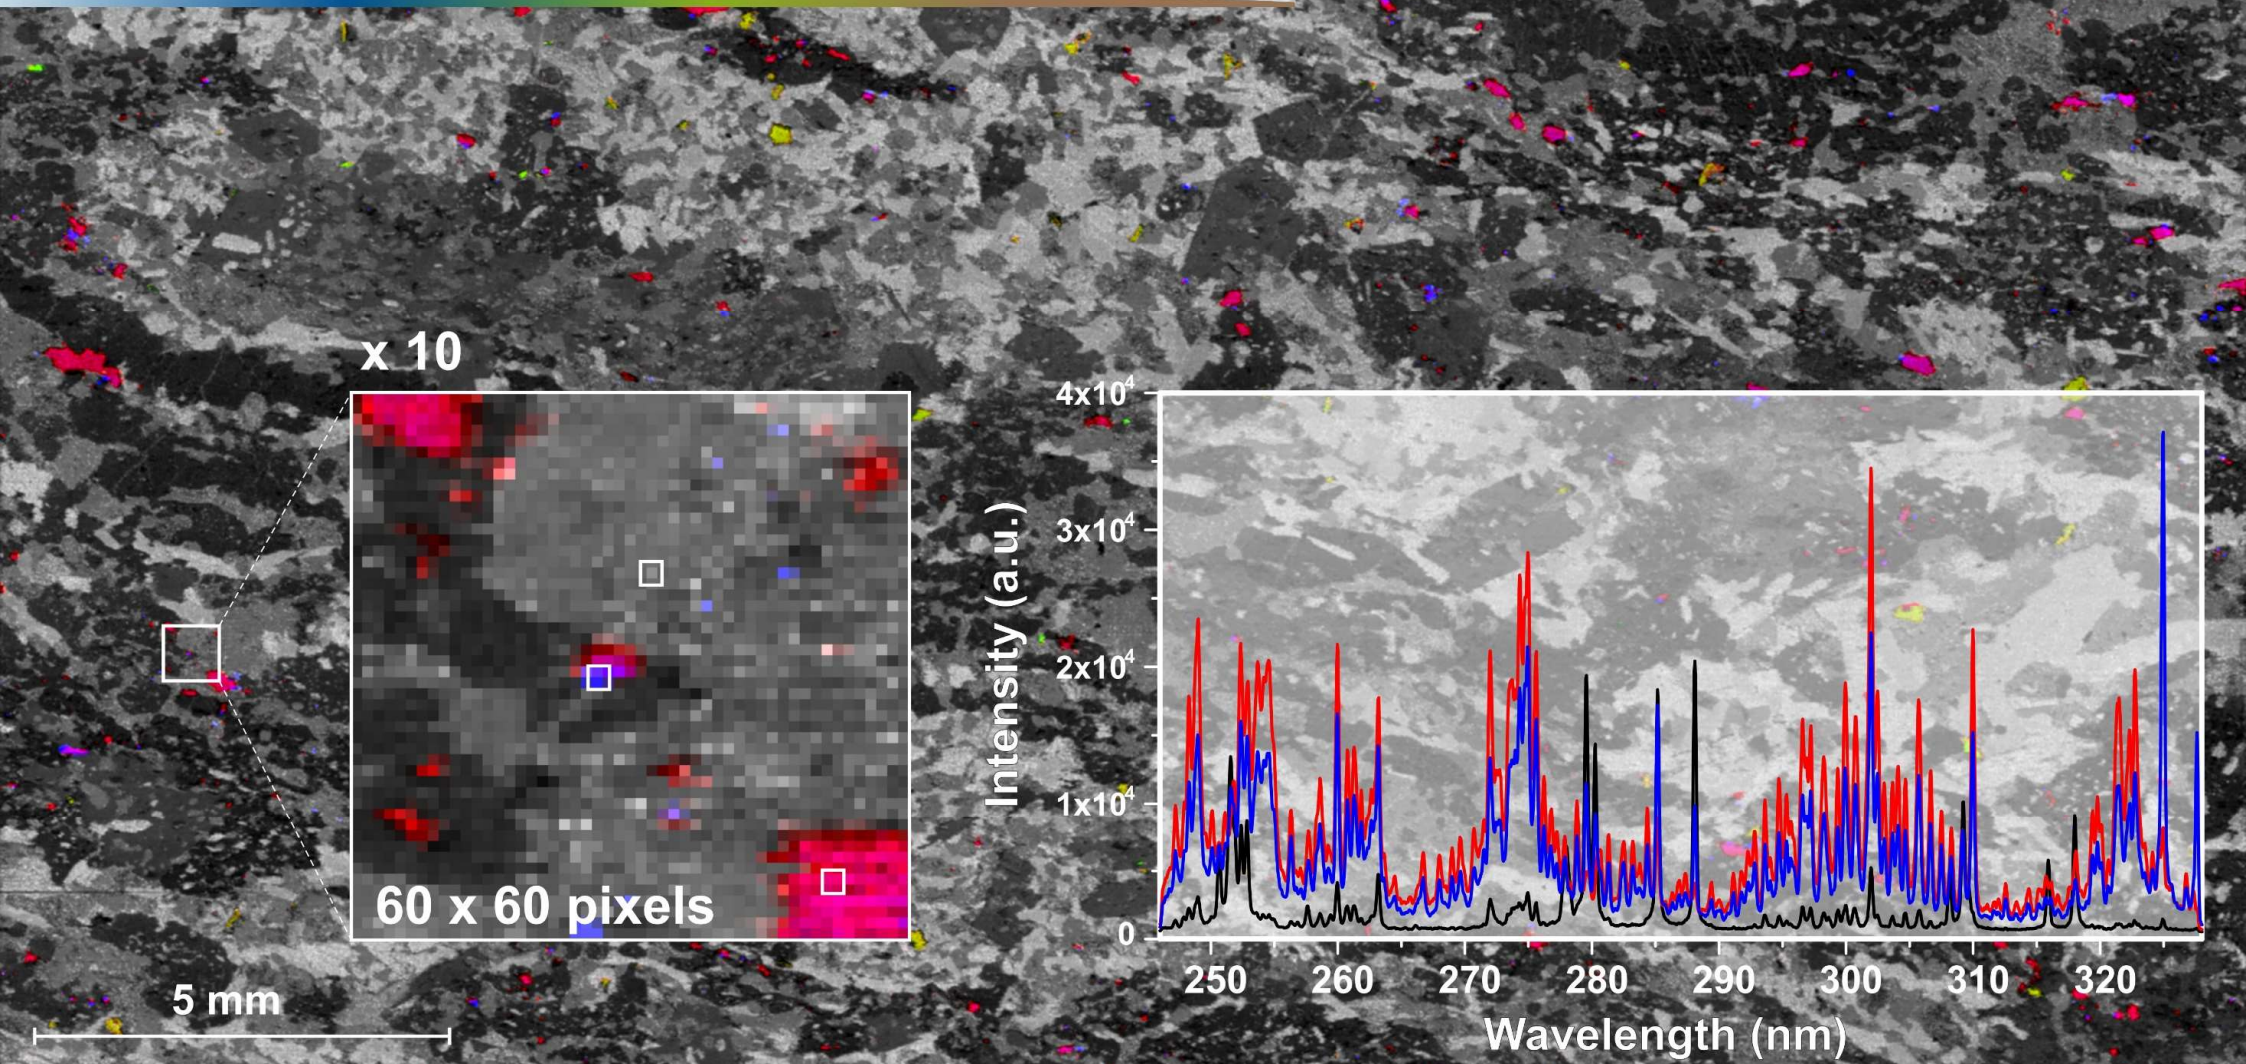 x 10
60 x 60 pixels
5 mm
Intensity (a.u.)
4x10⁴
3x10⁴
2x10⁴
1x10⁴
0
250 260 270 280 290 300 310 320
Wavelength (nm)